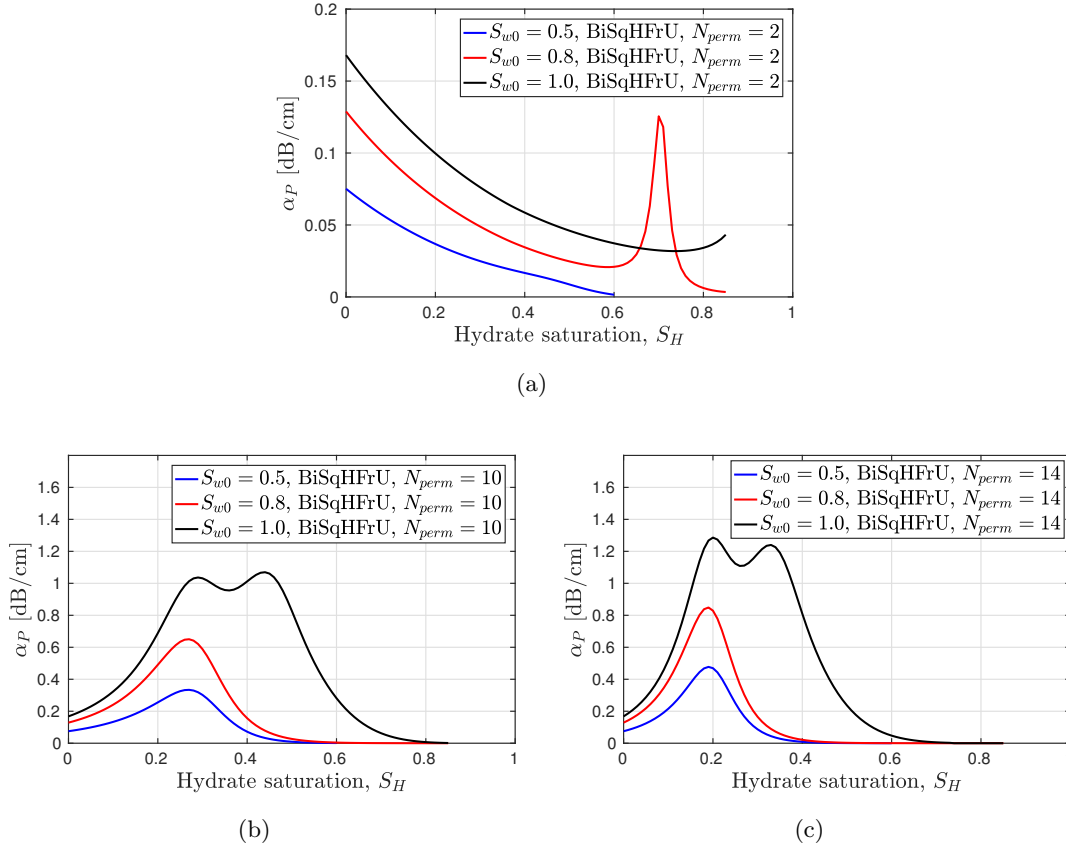 0.2
0.15
0.1
0.05
0
α_P [dB/cm]
S_{w0} = 0.5, BiSqHFrU, N_{perm} = 2
S_{w0} = 0.8, BiSqHFrU, N_{perm} = 2
S_{w0} = 1.0, BiSqHFrU, N_{perm} = 2
0 0.2 0.4 0.6 0.8 1
Hydrate saturation, S_H
(a)
1.6
1.4
1.2
1
0.8
0.6
0.4
0.2
0
α_P [dB/cm]
S_{w0} = 0.5, BiSqHFrU, N_{perm} = 10
S_{w0} = 0.8, BiSqHFrU, N_{perm} = 10
S_{w0} = 1.0, BiSqHFrU, N_{perm} = 10
0 0.2 0.4 0.6 0.8 1
Hydrate saturation, S_H
(b)
1.6
1.4
1.2
1
0.8
0.6
0.4
0.2
0
α_P [dB/cm]
S_{w0} = 0.5, BiSqHFrU, N_{perm} = 14
S_{w0} = 0.8, BiSqHFrU, N_{perm} = 14
S_{w0} = 1.0, BiSqHFrU, N_{perm} = 14
0 0.2 0.4 0.6 0.8
Hydrate saturation, S_H
(c)